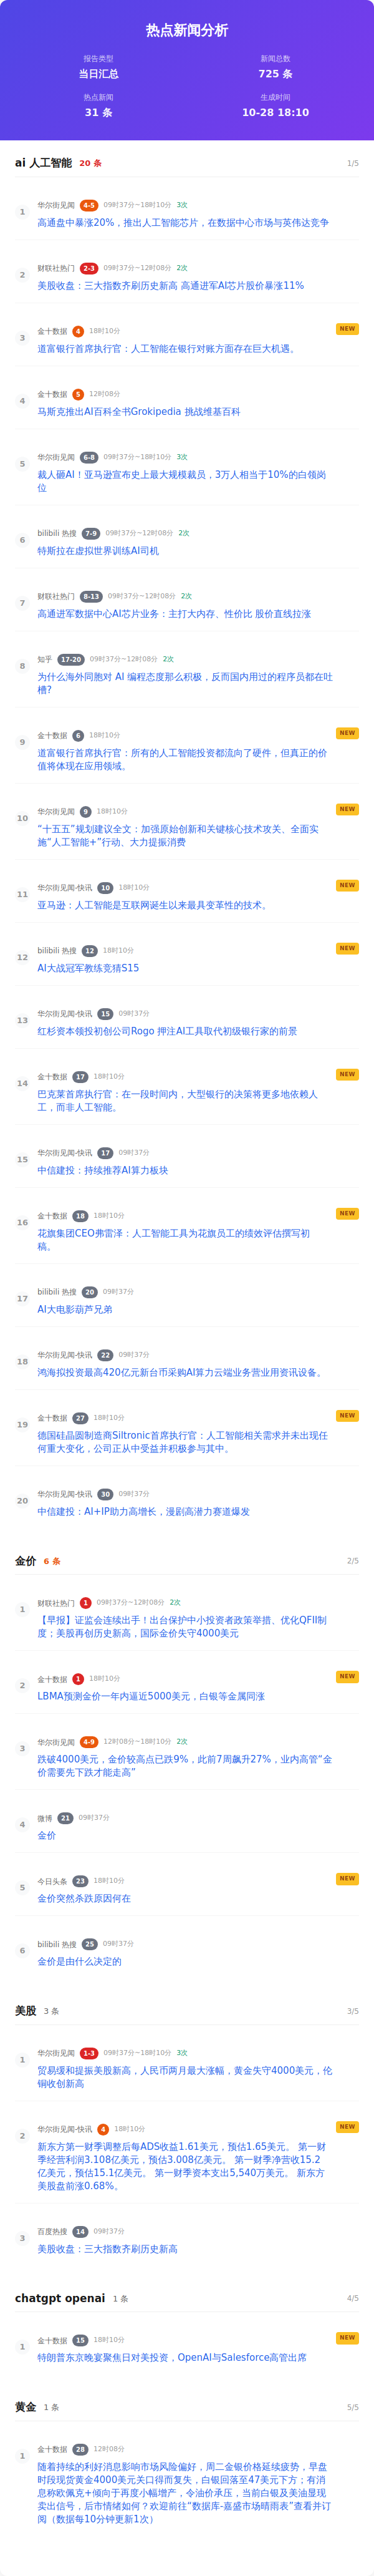 热点新闻分析
报告类型
当日汇总
新闻总数
725 条
热点新闻
31 条
生成时间
10-28 18:10
ai 人工智能 20 条 1/5
1
华尔街见闻 4-5 09时37分~18时10分 3次
高通盘中暴涨20%，推出人工智能芯片，在数据中心市场与英伟达竞争
2
财联社热门 2-3 09时37分~12时08分 2次
美股收盘：三大指数齐刷历史新高 高通进军AI芯片股价暴涨11%
3
金十数据 4 18时10分 NEW
道富银行首席执行官：人工智能在银行对账方面存在巨大机遇。
4
金十数据 5 12时08分
马斯克推出AI百科全书Grokipedia 挑战维基百科
5
华尔街见闻 6-8 09时37分~18时10分 3次
裁人砸AI！亚马逊宣布史上最大规模裁员，3万人相当于10%的白领岗
位
6
bilibili 热搜 7-9 09时37分~12时08分 2次
特斯拉在虚拟世界训练AI司机
7
财联社热门 8-13 09时37分~12时08分 2次
高通进军数据中心AI芯片业务：主打大内存、性价比 股价直线拉涨
8
知乎 17-20 09时37分~12时08分 2次
为什么海外同胞对 AI 编程态度那么积极，反而国内用过的程序员都在吐
槽?
9
金十数据 6 18时10分 NEW
道富银行首席执行官：所有的人工智能投资都流向了硬件，但真正的价
值将体现在应用领域。
10
华尔街见闻 9 18时10分 NEW
“十五五”规划建议全文：加强原始创新和关键核心技术攻关、全面实
施“人工智能+”行动、大力提振消费
11
华尔街见闻-快讯 10 18时10分 NEW
亚马逊：人工智能是互联网诞生以来最具变革性的技术。
12
bilibili 热搜 12 18时10分 NEW
AI大战冠军教练竞猜S15
13
华尔街见闻-快讯 15 09时37分
红杉资本领投初创公司Rogo 押注AI工具取代初级银行家的前景
14
金十数据 17 18时10分 NEW
巴克莱首席执行官：在一段时间内，大型银行的决策将更多地依赖人
工，而非人工智能。
15
华尔街见闻-快讯 17 09时37分
中信建投：持续推荐AI算力板块
16
金十数据 18 18时10分 NEW
花旗集团CEO弗雷泽：人工智能工具为花旗员工的绩效评估撰写初
稿。
17
bilibili 热搜 20 09时37分
AI大电影葫芦兄弟
18
华尔街见闻-快讯 22 09时37分
鸿海拟投资最高420亿元新台币采购AI算力云端业务营业用资讯设备。
19
金十数据 27 18时10分 NEW
德国硅晶圆制造商Siltronic首席执行官：人工智能相关需求并未出现任
何重大变化，公司正从中受益并积极参与其中。
20
华尔街见闻-快讯 30 09时37分
中信建投：AI+IP助力高增长，漫剧高潜力赛道爆发
金价 6 条 2/5
1
财联社热门 1 09时37分~12时08分 2次
【早报】证监会连续出手！出台保护中小投资者政策举措、优化QFII制
度；美股再创历史新高，国际金价失守4000美元
2
金十数据 1 18时10分 NEW
LBMA预测金价一年内逼近5000美元，白银等金属同涨
3
华尔街见闻 4-9 12时08分~18时10分 2次
跌破4000美元，金价较高点已跌9%，此前7周飙升27%，业内高管“金
价需要先下跌才能走高”
4
微博 21 09时37分
金价
5
今日头条 23 18时10分 NEW
金价突然杀跌原因何在
6
bilibili 热搜 25 09时37分
金价是由什么决定的
美股 3 条 3/5
1
华尔街见闻 1-3 09时37分~18时10分 3次
贸易缓和提振美股新高，人民币两月最大涨幅，黄金失守4000美元，伦
铜收创新高
2
华尔街见闻-快讯 4 18时10分 NEW
新东方第一财季调整后每ADS收益1.61美元，预估1.65美元。 第一财
季经营利润3.108亿美元，预估3.008亿美元。 第一财季净营收15.2
亿美元，预估15.1亿美元。 第一财季资本支出5,540万美元。 新东方
美股盘前涨0.68%。
3
百度热搜 14 09时37分
美股收盘：三大指数齐刷历史新高
chatgpt openai 1 条 4/5
1
金十数据 15 18时10分 NEW
特朗普东京晚宴聚焦日对美投资，OpenAI与Salesforce高管出席
黄金 1 条 5/5
1
金十数据 28 12时08分
随着持续的利好消息影响市场风险偏好，周二金银价格延续疲势，早盘
时段现货黄金4000美元关口得而复失，白银回落至47美元下方；有消
息称欧佩克+倾向于再度小幅增产，令油价承压，当前白银及美油显现
卖出信号，后市情绪如何？欢迎前往“数据库-嘉盛市场晴雨表”查看并订
阅（数据每10分钟更新1次）